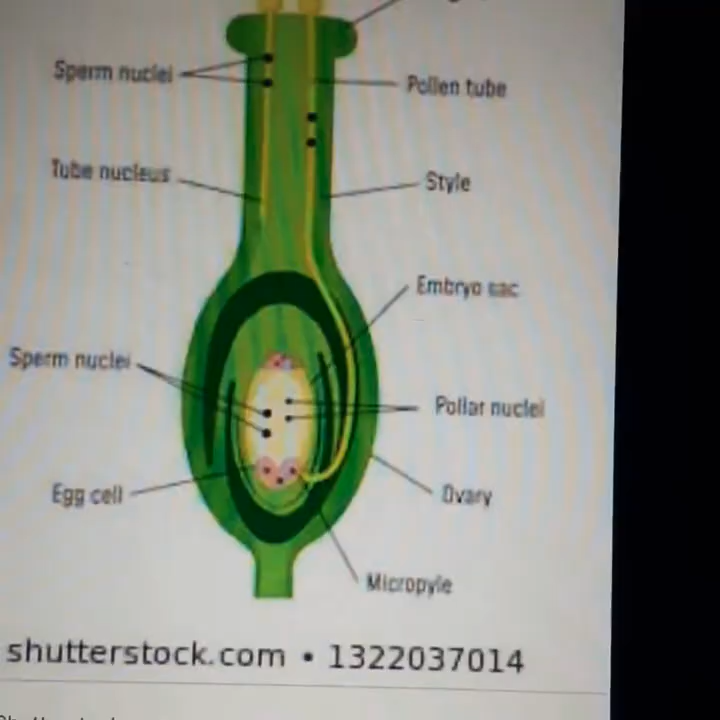 Sperm nuclei
Pollen tube
Tube nucleus
Style
Embryo sac
Sperm nuclei
Pollar nuclei
Egg cell
Ovary
Micropyle
shutterstock.com • 1322037014